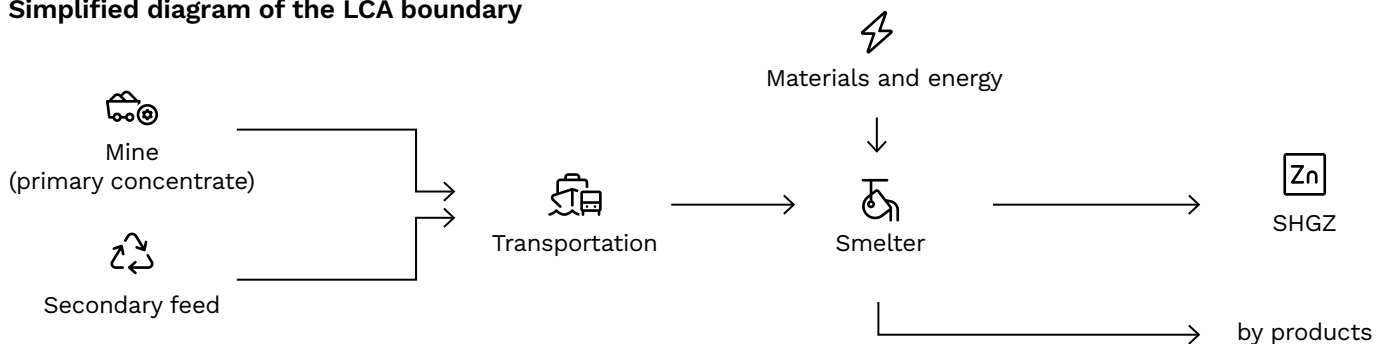 Simplified diagram of the LCA boundary
Materials and energy
Mine
(primary concentrate)
Zn
SHGZ
Transportation
Smelter
Secondary feed
by products